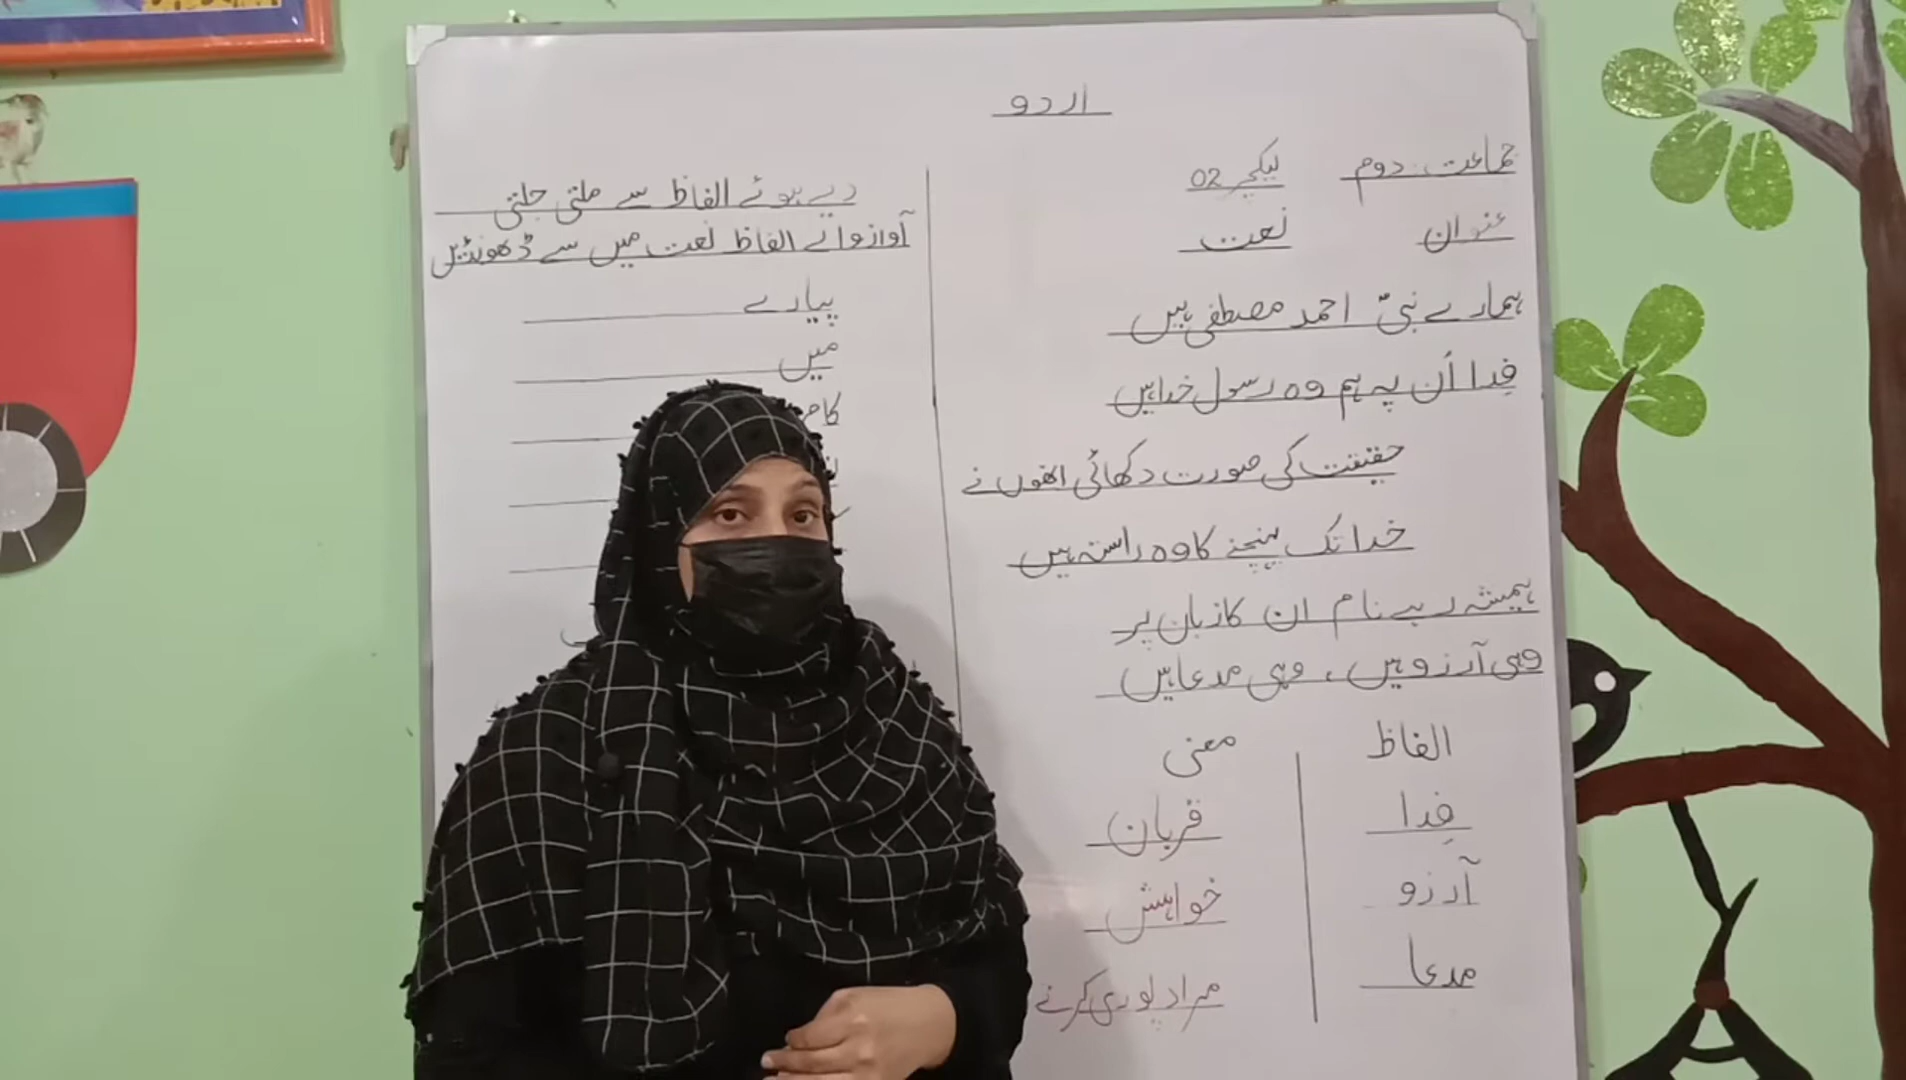 اردو
جماعت دوم لیکچر 02
عنوان نعت
ہمارے نبیؐ احمد مصطفی ہیں
فِدا اُن پہ ہم وہ رسول خدا ہیں
حقیقت کی صورت دکھائی انھوں نے
خدا تک پہنچنے کا وہ راستہ ہیں
ہمیشہ رہے نام ان کا زبان پر
وہی آرزو ہیں، وہی مدعا ہیں
الفاظ معنی
فِدا قربان
آرزو خواہش
مدعا مراد پوری کرنے
دیے ہوئے الفاظ سے ملتی جلتی
آواز والے الفاظ نعت میں سے ڈھونڈیں
پیارے
میں